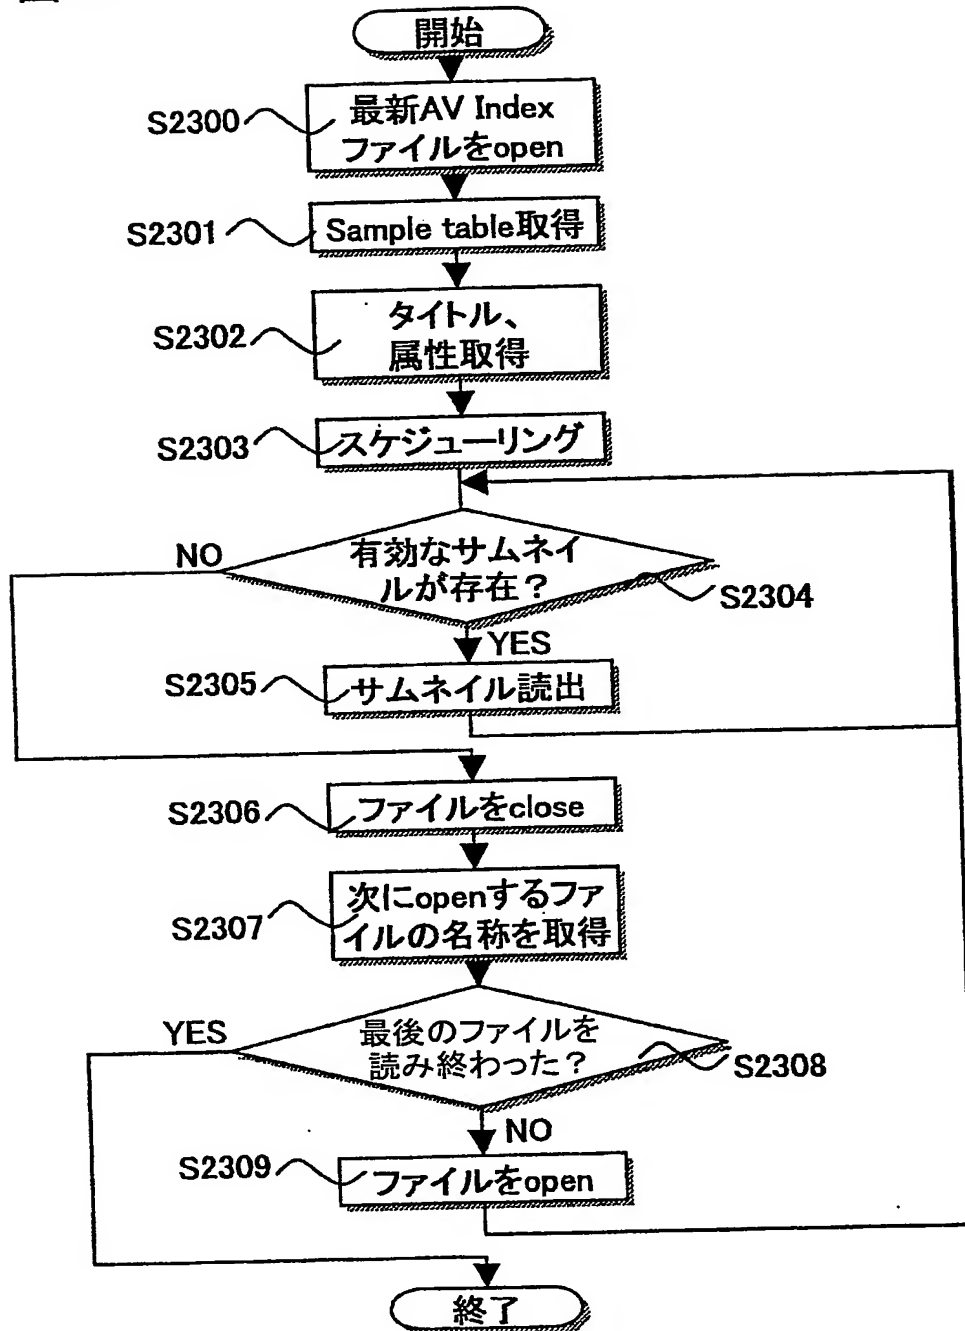 開始
S2300
最新AV Index
ファイルをopen
S2301
Sample table取得
S2302
タイトル、
属性取得
S2303
スケジューリング
NO
有効なサムネイ
ルが存在?
S2304
YES
S2305
サムネイル読出
S2306
ファイルをclose
S2307
次にopenするファ
イルの名称を取得
YES
最後のファイルを
読み終わった?
S2308
NO
S2309
ファイルをopen
終了